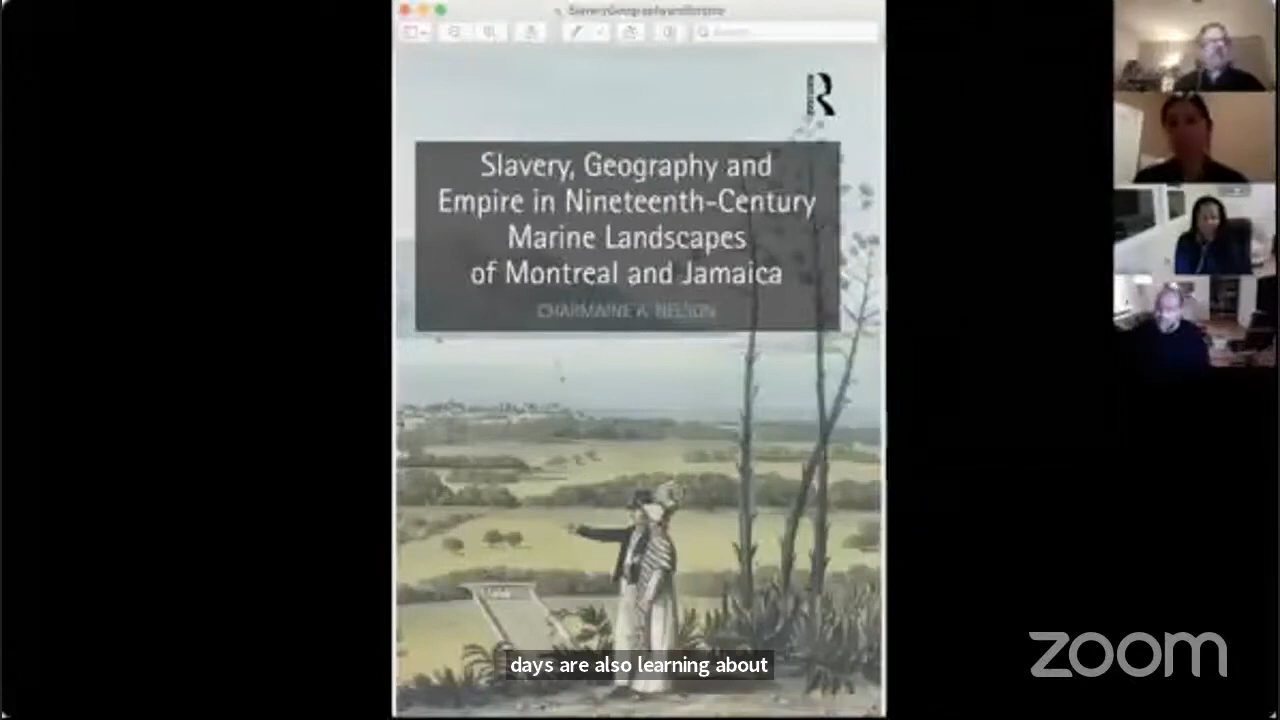 Slavery, Geography and
Empire in Nineteenth-Century
Marine Landscapes
of Montreal and Jamaica
CHARMAINE A. NELSON
days are also learning about
zoom